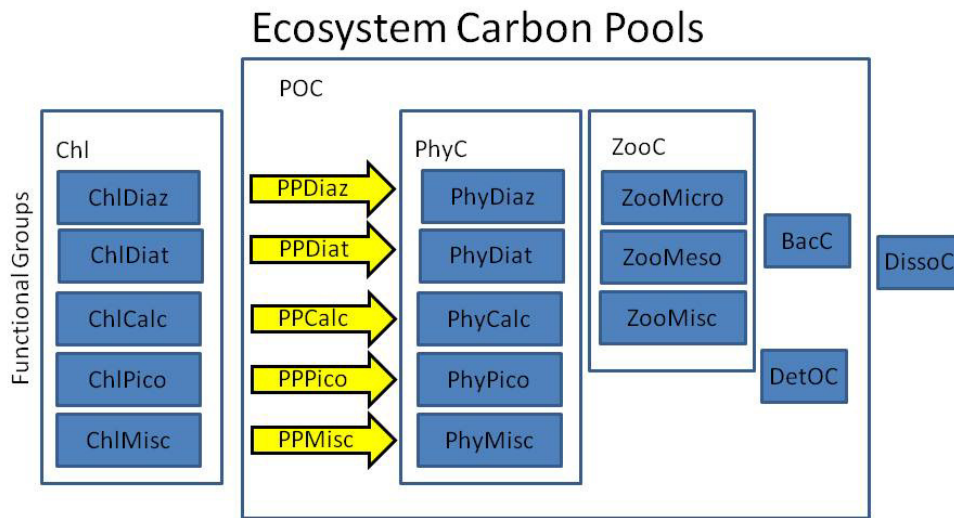 Ecosystem Carbon Pools
Functional Groups
Chl
ChlDiaz
ChlDiat
ChlCalc
ChlPico
ChlMisc
POC
PPDiaz
PPDiat
PPCalc
PPPico
PPMisc
PhyC
PhyDiaz
PhyDiat
PhyCalc
PhyPico
PhyMisc
ZooC
ZooMicro
ZooMeso
ZooMisc
BacC
DetOC
DissoC